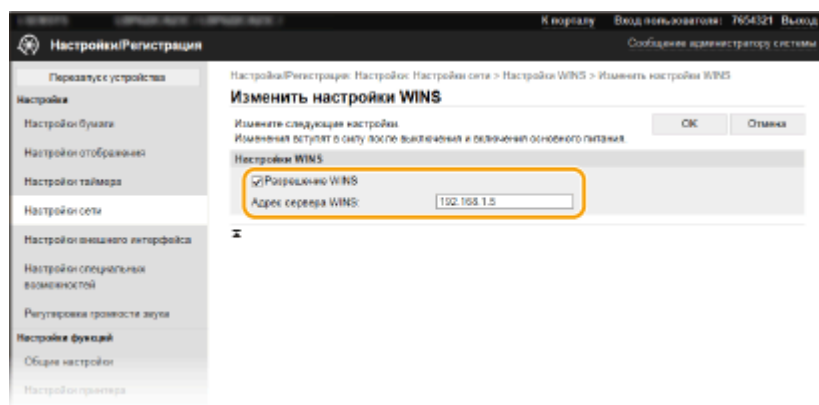 К порталу Вход пользователя: 7654321 Выход
Настройки/Регистрация
Сообщение администратору системы
Перезапуск устройства
Настройки
Настройки бумаги
Настройки отображения
Настройки таймера
Настройки сети
Настройки внешнего интерфейса
Настройки специальных
возможностей
Регулировка громкости звука
Настройки функций
Общие настройки
Настройки принтера
Настройки/Регистрация: Настройки: Настройки сети > Настройки WINS > Изменить настройки WINS
Изменить настройки WINS
Измените следующие настройки.
Изменения вступят в силу после выключения и включения основного питания.
OK Отмена
Настройки WINS
Разрешение WINS
Адрес сервера WINS: 192.168.1.5